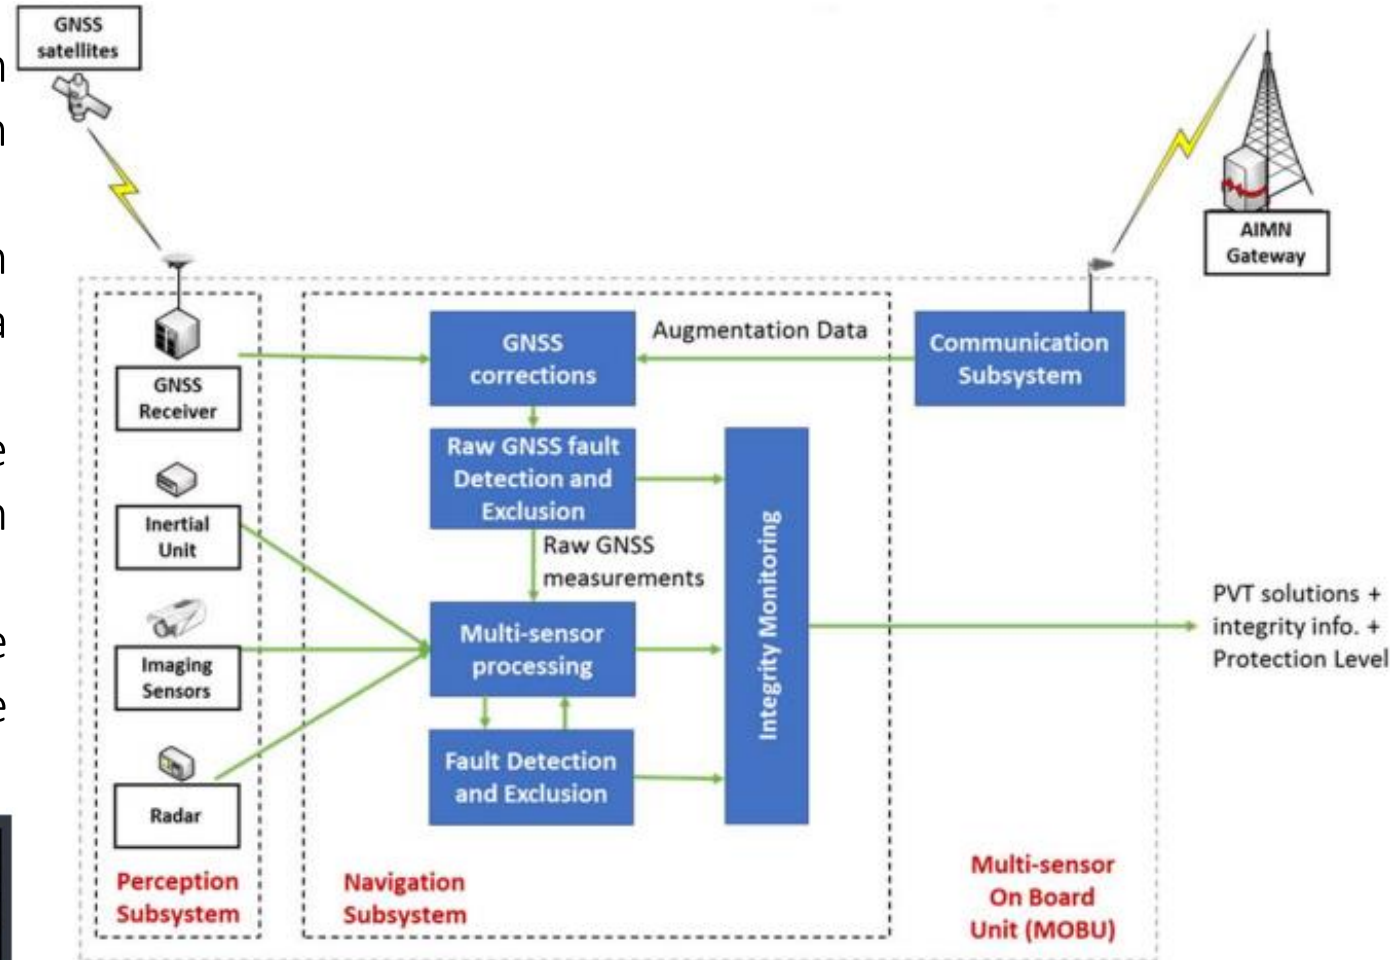 GNSS
satellites
n
n
n
a
e
n
e
e
AIMN
Gateway
GNSS
Receiver
Inertial
Unit
Imaging
Sensors
Radar
Perception
Subsystem
GNSS
corrections
Augmentation Data
Communication
Subsystem
Raw GNSS fault
Detection and
Exclusion
Raw GNSS
measurements
Multi-sensor
processing
Fault Detection
and Exclusion
Integrity Monitoring
Navigation
Subsystem
Multi-sensor
On Board
Unit (MOBU)
PVT solutions +
integrity info. +
Protection Level